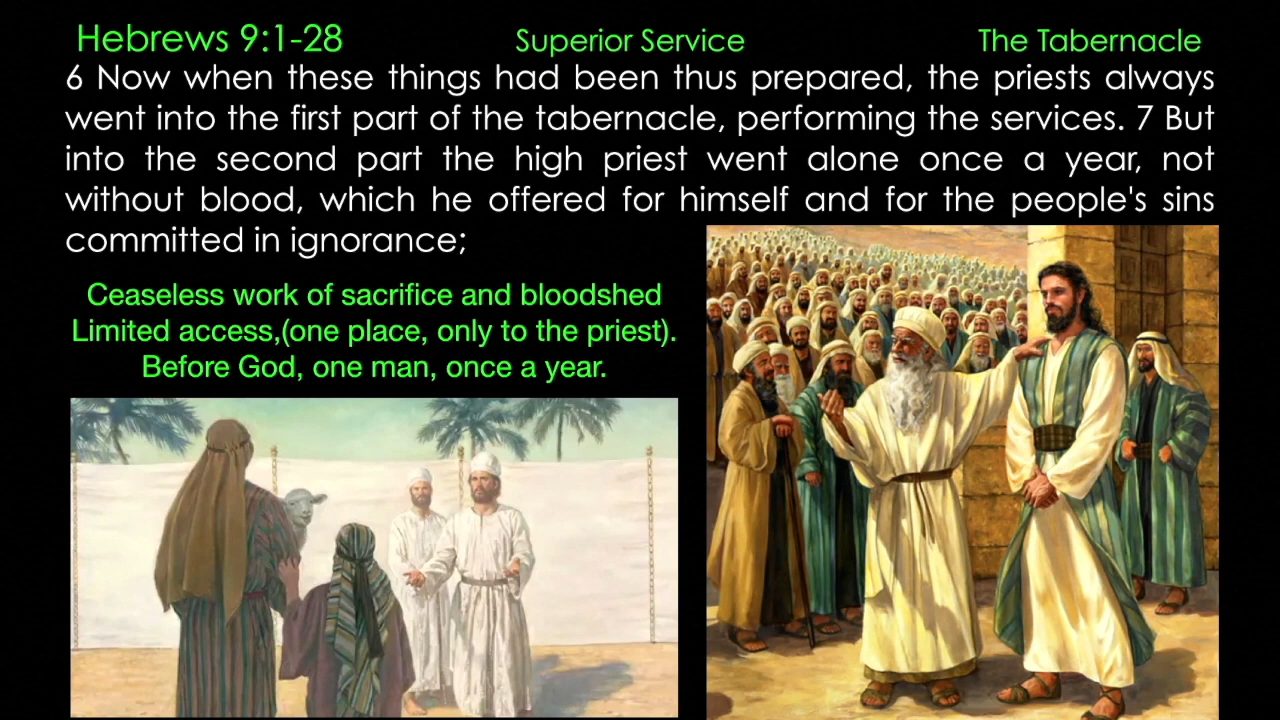 Hebrews 9:1-28 Superior Service The Tabernacle
6 Now when these things had been thus prepared, the priests always
went into the first part of the tabernacle, performing the services. 7 But
into the second part the high priest went alone once a year, not
without blood, which he offered for himself and for the people's sins
committed in ignorance;
Ceaseless work of sacrifice and bloodshed
Limited access,(one place, only to the priest).
Before God, one man, once a year.